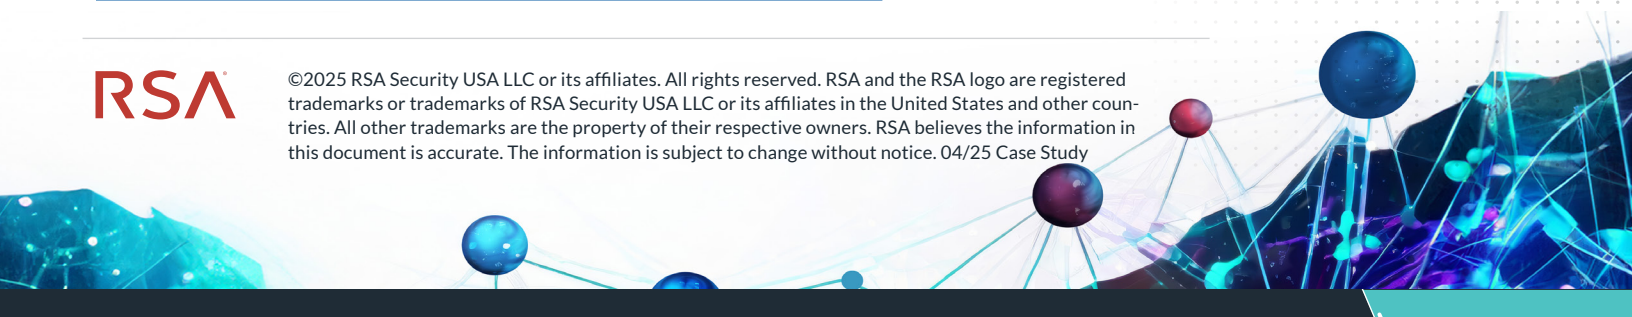 RSA
©2025 RSA Security USA LLC or its affiliates. All rights reserved. RSA and the RSA logo are registered
trademarks or trademarks of RSA Security USA LLC or its affiliates in the United States and other coun-
tries. All other trademarks are the property of their respective owners. RSA believes the information in
this document is accurate. The information is subject to change without notice. 04/25 Case Study